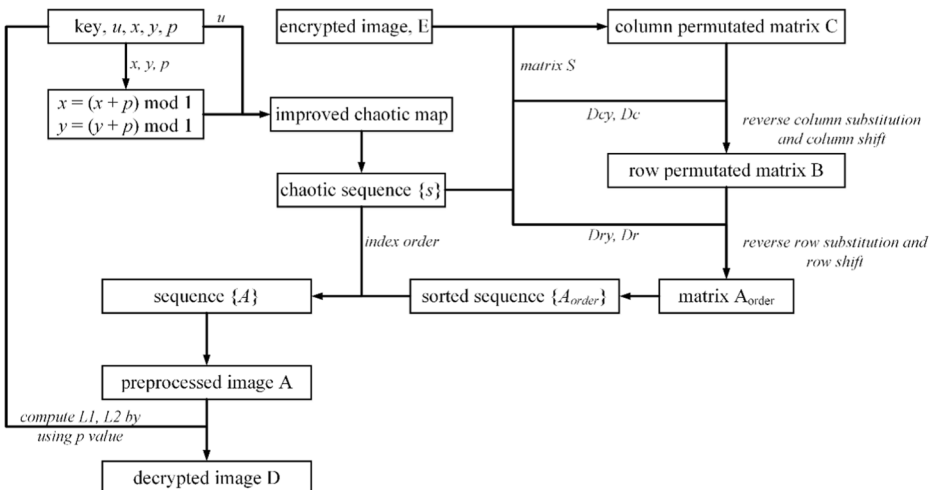 key, u, x, y, p
u
encrypted image, E
column permutated matrix C
x, y, p
matrix S
x = (x + p) mod 1
y = (y + p) mod 1
improved chaotic map
Dcy, Dc
reverse column substitution
and column shift
chaotic sequence {s}
row permutated matrix B
index order
Dry, Dr
reverse row substitution and
row shift
sequence {A}
sorted sequence {Aorder}
matrix Aorder
preprocessed image A
compute L1, L2 by
using p value
decrypted image D